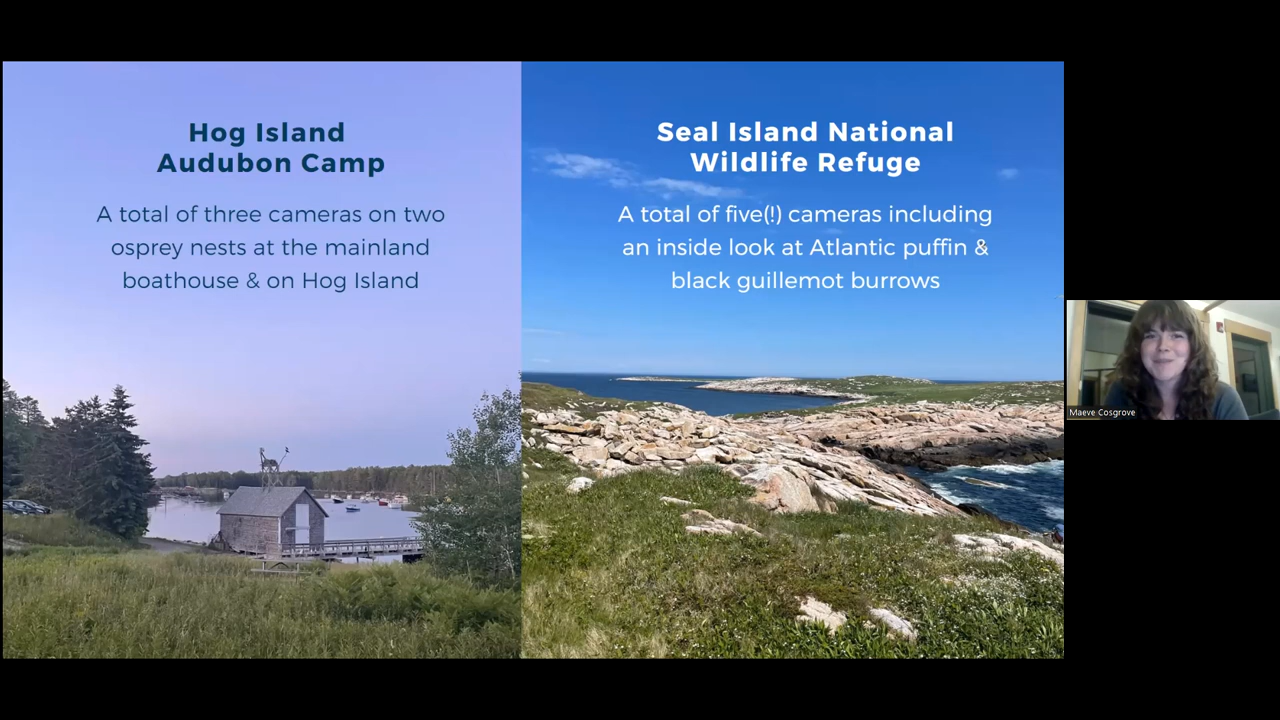 Hog Island
Audubon Camp
A total of three cameras on two
osprey nests at the mainland
boathouse & on Hog Island
Seal Island National
Wildlife Refuge
A total of five(!) cameras including
an inside look at Atlantic puffin &
black guillemot burrows
Maeve Cosgrove